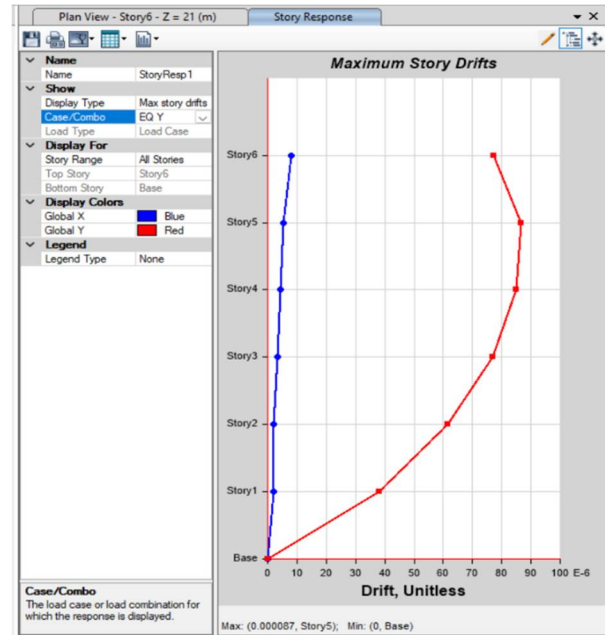 Plan View - Story6 - Z = 21 (m)
Story Response
Name
Name StoryResp1
Show
Display Type Max story drifts
Case/Combo EQ Y
Load Type Load Case
Display For
Story Range All Stories
Top Story Story6
Bottom Story Base
Display Colors
Global X Blue
Global Y Red
Legend
Legend Type None
Case/Combo
The load case or load combination for
which the response is displayed.
Maximum Story Drifts
Story6
Story5
Story4
Story3
Story2
Story1
Base
0 10 20 30 40 50 60 70 80 90 100 E-6
Drift, Unitless
Max: (0.000087, Story5); Min: (0, Base)